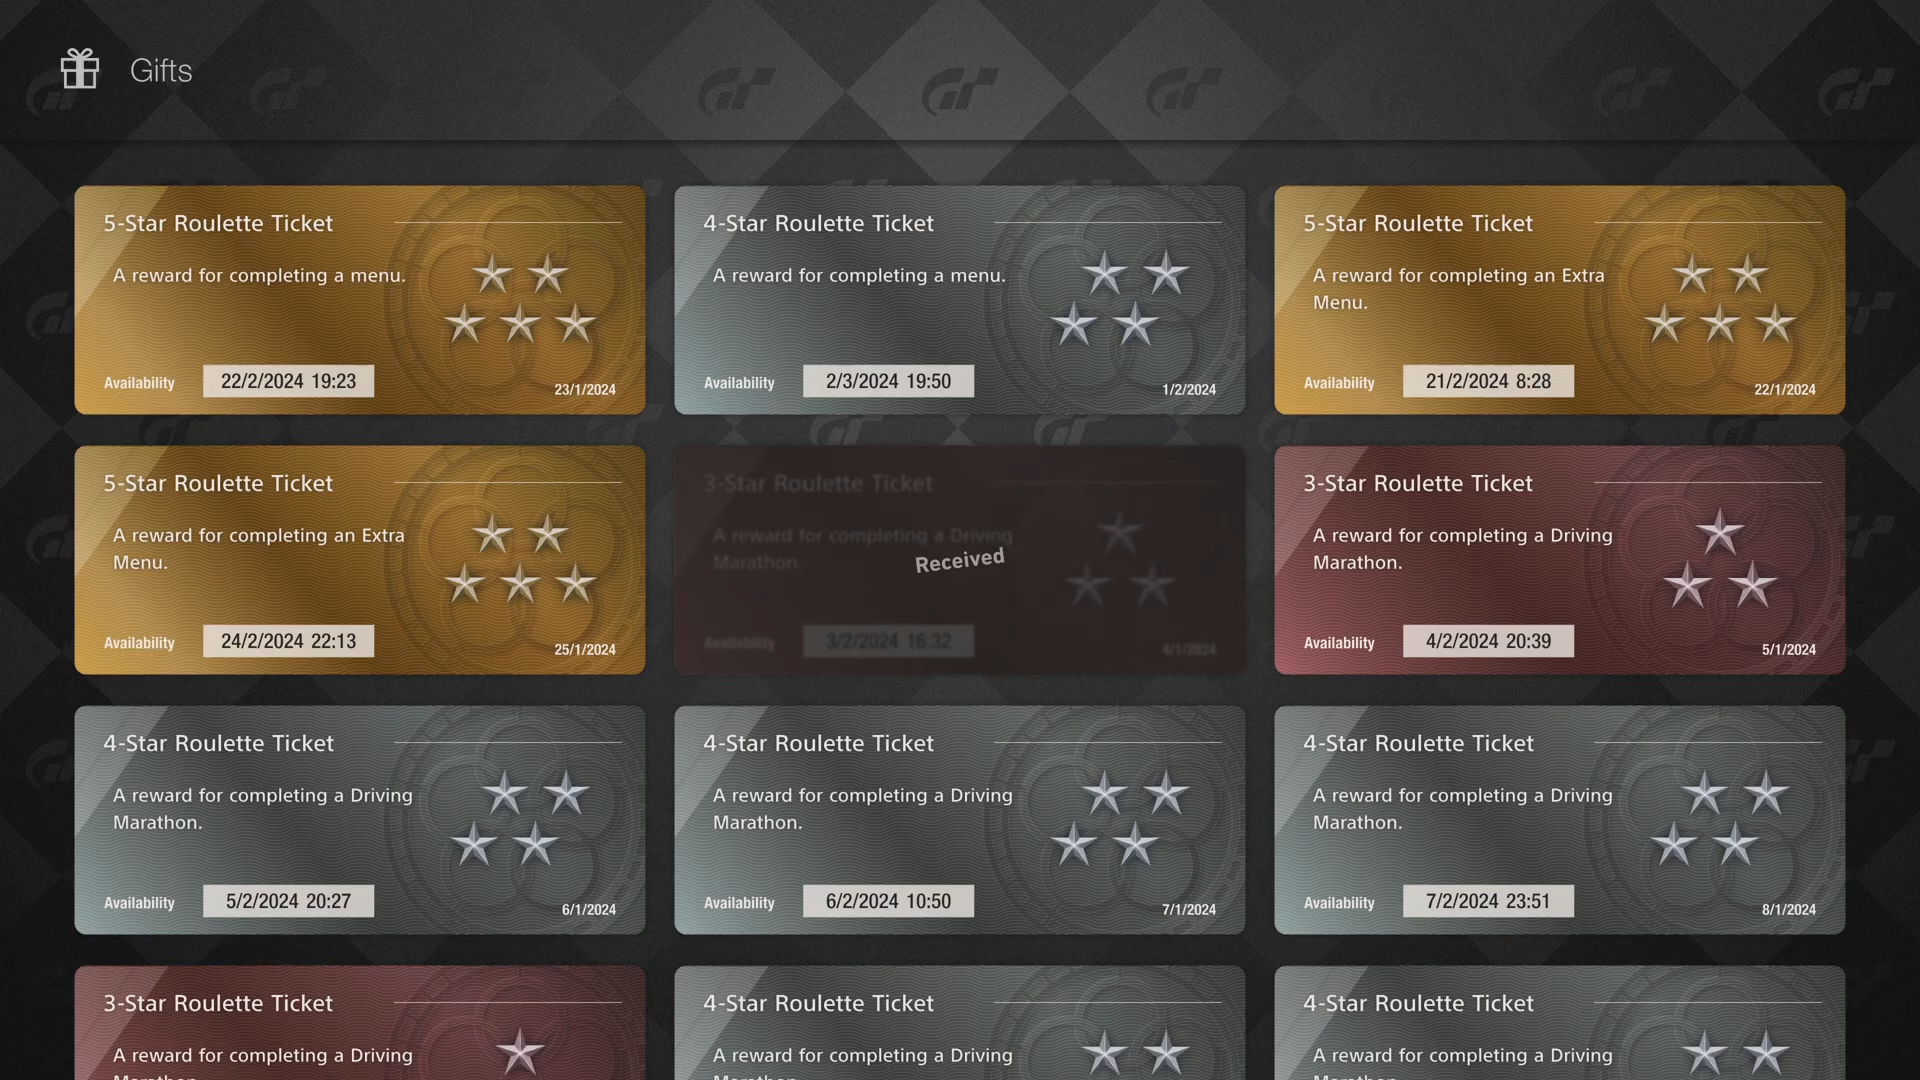 Gifts
5-Star Roulette Ticket
A reward for completing a menu.
Availability 22/2/2024 19:23
23/1/2024
4-Star Roulette Ticket
A reward for completing a menu.
Availability 2/3/2024 19:50
1/2/2024
5-Star Roulette Ticket
A reward for completing an Extra
Menu.
Availability 21/2/2024 8:28
22/1/2024
5-Star Roulette Ticket
A reward for completing an Extra
Menu.
Availability 24/2/2024 22:13
25/1/2024
3-Star Roulette Ticket
A reward for completing a Driving
Marathon.
Received
Availability 3/2/2024 16:32
4/1/2024
3-Star Roulette Ticket
A reward for completing a Driving
Marathon.
Availability 4/2/2024 20:39
5/1/2024
4-Star Roulette Ticket
A reward for completing a Driving
Marathon.
Availability 5/2/2024 20:27
6/1/2024
4-Star Roulette Ticket
A reward for completing a Driving
Marathon.
Availability 6/2/2024 10:50
7/1/2024
4-Star Roulette Ticket
A reward for completing a Driving
Marathon.
Availability 7/2/2024 23:51
8/1/2024
3-Star Roulette Ticket
A reward for completing a Driving
4-Star Roulette Ticket
A reward for completing a Driving
4-Star Roulette Ticket
A reward for completing a Driving